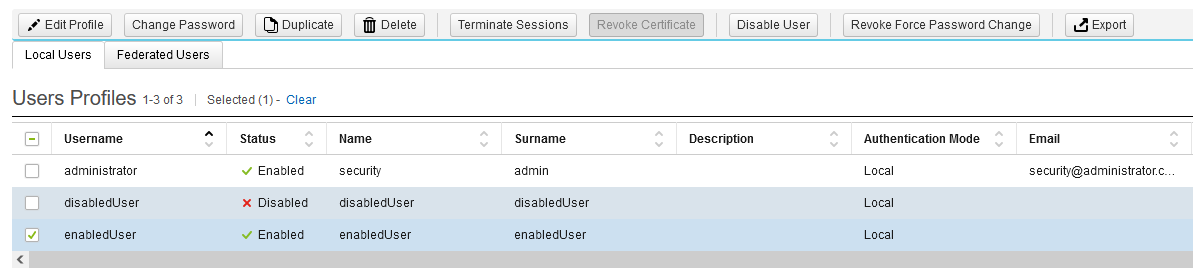 Edit Profile Change Password Duplicate Delete Terminate Sessions Revoke Certificate Disable User Revoke Force Password Change Export
Local Users Federated Users
Users Profiles 1-3 of 3 Selected (1) - Clear
Username Status Name Surname Description Authentication Mode Email
administrator Enabled security admin Local security@administrator.c...
disabledUser Disabled disabledUser disabledUser Local
enabledUser Enabled enabledUser enabledUser Local